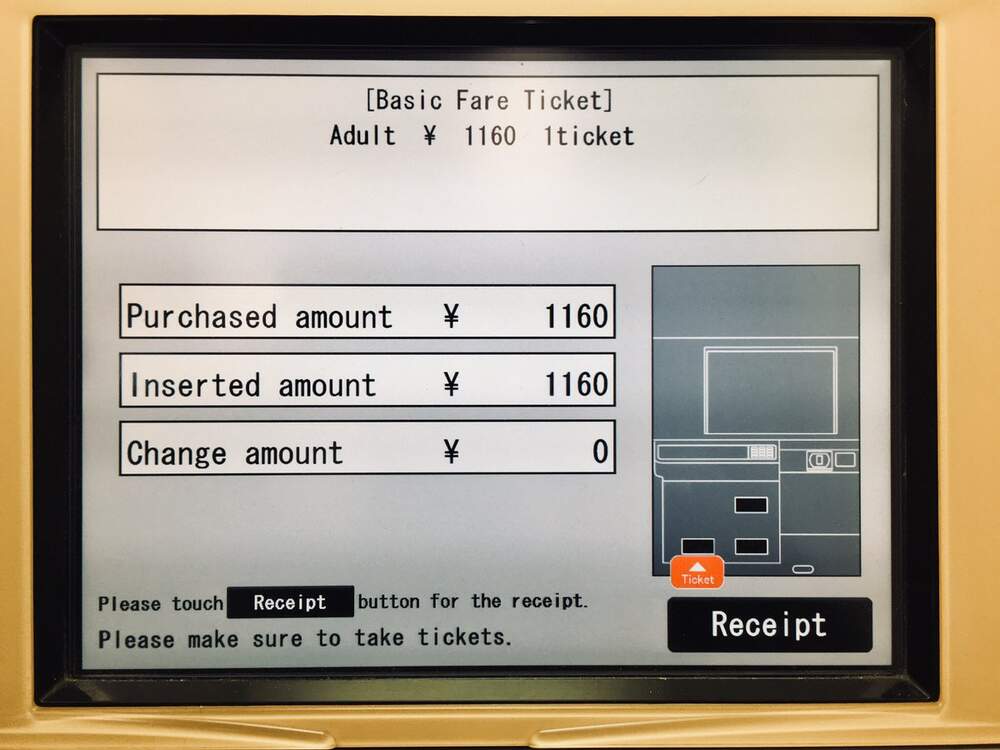 [Basic Fare Ticket]
Adult ¥ 1160 1ticket
Purchased amount ¥ 1160
Inserted amount ¥ 1160
Change amount ¥ 0
Ticket
Please touch Receipt button for the receipt.
Please make sure to take tickets.
Receipt